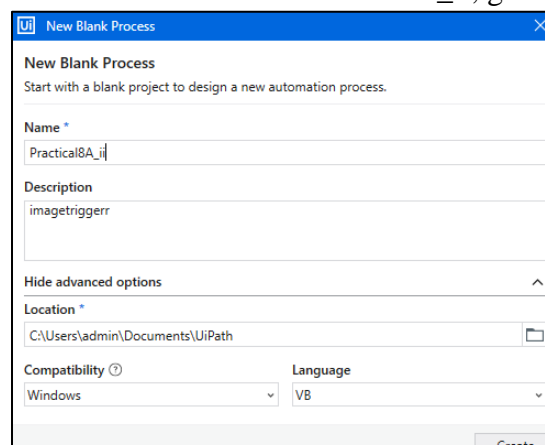 Ui New Blank Process
New Blank Process
Start with a blank project to design a new automation process.
Name *
Practical8A_ii
Description
imagetriggerr
Hide advanced options
Location *
C:\Users\admin\Documents\UiPath
Compatibility ? Language
Windows VB
Create